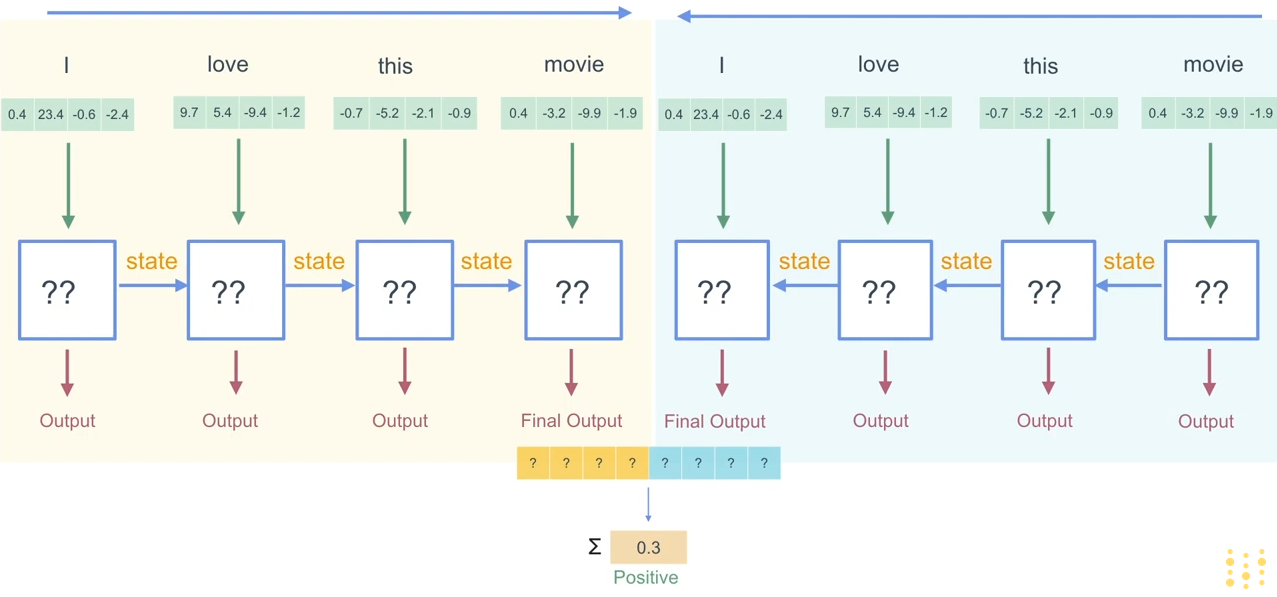 I love this movie I love this movie
0.4 23.4 -0.6 -2.4 9.7 5.4 -9.4 -1.2 -0.7 -5.2 -2.1 -0.9 0.4 -3.2 -9.9 -1.9 0.4 23.4 -0.6 -2.4 9.7 5.4 -9.4 -1.2 -0.7 -5.2 -2.1 -0.9 0.4 -3.2 -9.9 -1.9
state state state state state state
?? ?? ?? ?? ?? ?? ?? ??
Output Output Output Final Output Final Output Output Output Output
? ? ? ? ? ? ? ?
Σ 0.3
Positive